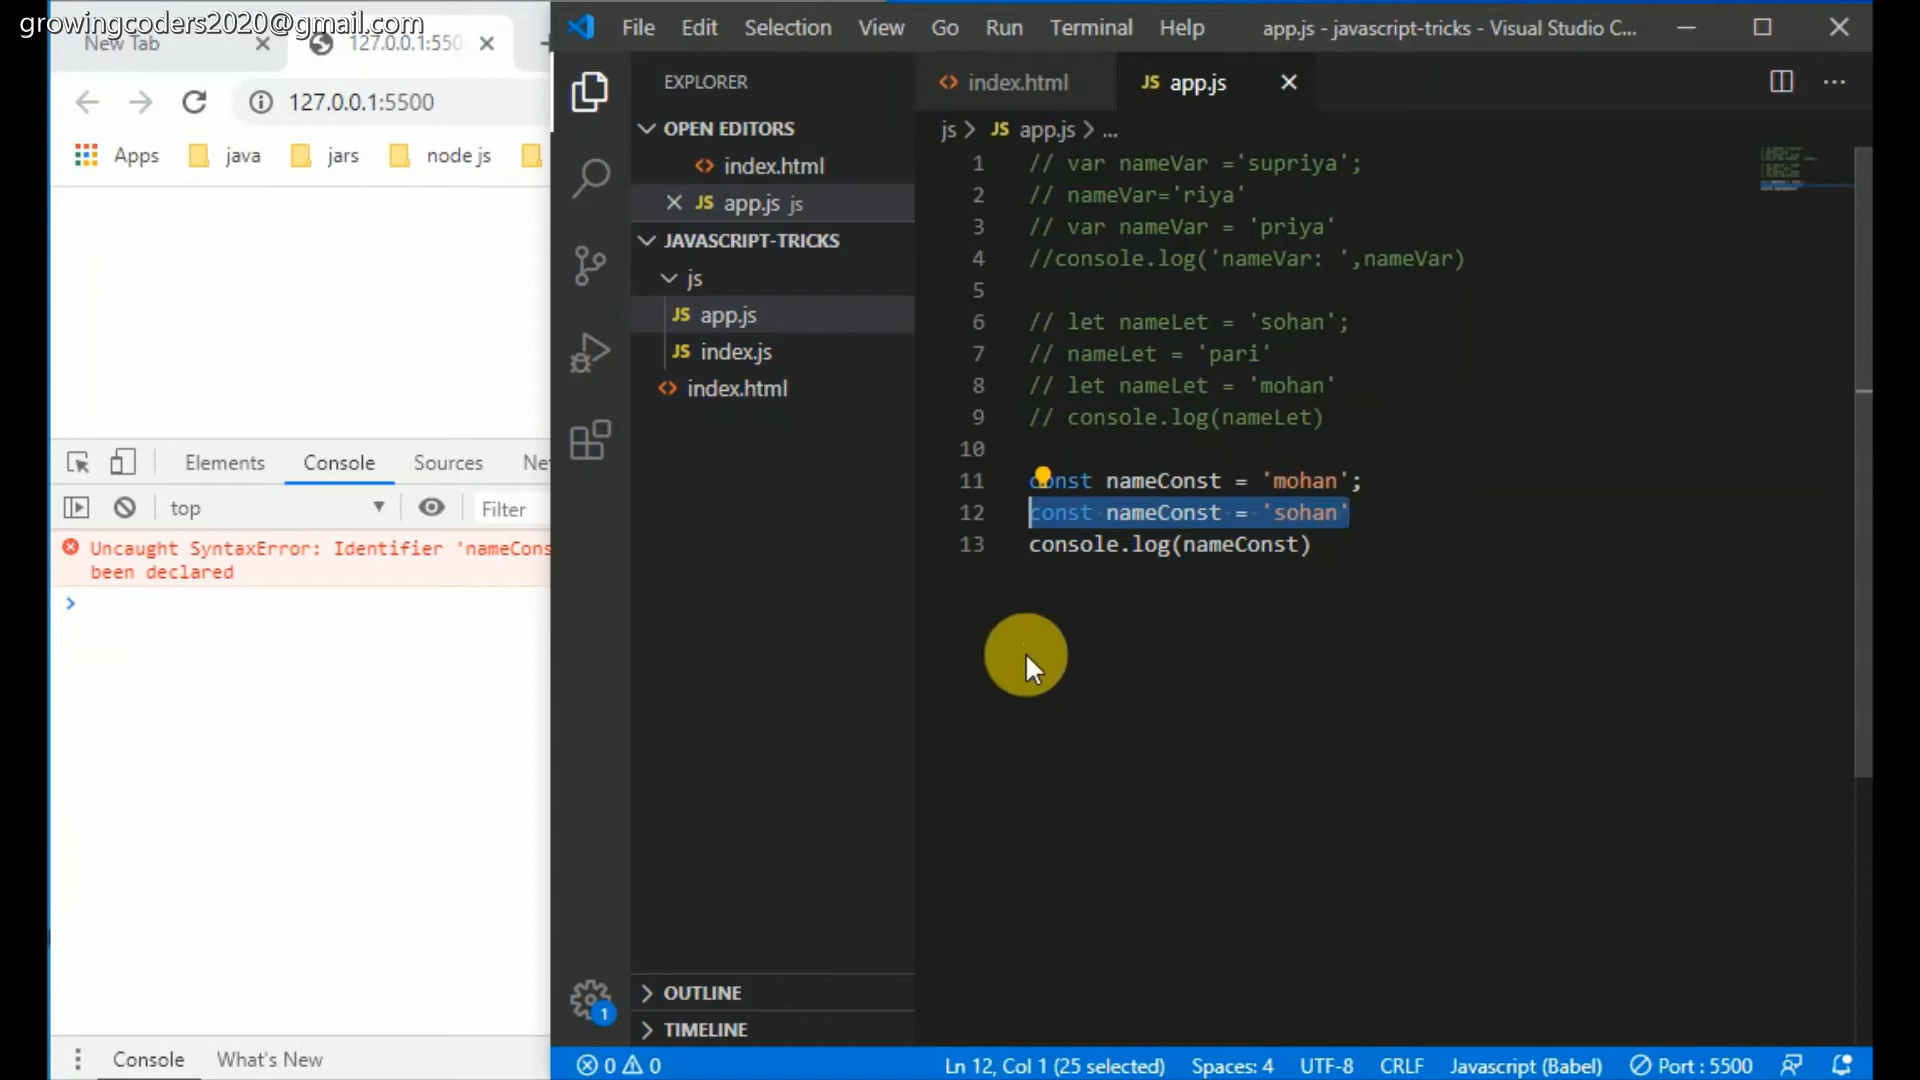 growingcoders2020@gmail.com
New Tab
127.0.0.1:550
127.0.0.1:5500
Apps java jars node js
Elements Console Sources Ne
top Filter
Uncaught SyntaxError: Identifier 'nameCons
been declared
Console What's New
File Edit Selection View Go Run Terminal Help app.js - javascript-tricks - Visual Studio C...
EXPLORER
OPEN EDITORS
index.html
JS app.js js
JAVASCRIPT-TRICKS
js
JS app.js
JS index.js
index.html
OUTLINE
TIMELINE
1
index.html JS app.js
js > JS app.js > ...
1 // var nameVar ='supriya';
2 // nameVar='riya'
3 // var nameVar = 'priya'
4 //console.log('nameVar: ',nameVar)
5
6 // let nameLet = 'sohan';
7 // nameLet = 'pari'
8 // let nameLet = 'mohan'
9 // console.log(nameLet)
10
11 const nameConst = 'mohan';
12 const nameConst = 'sohan'
13 console.log(nameConst)
0 0 Ln 12, Col 1 (25 selected) Spaces: 4 UTF-8 CRLF Javascript (Babel) Port : 5500